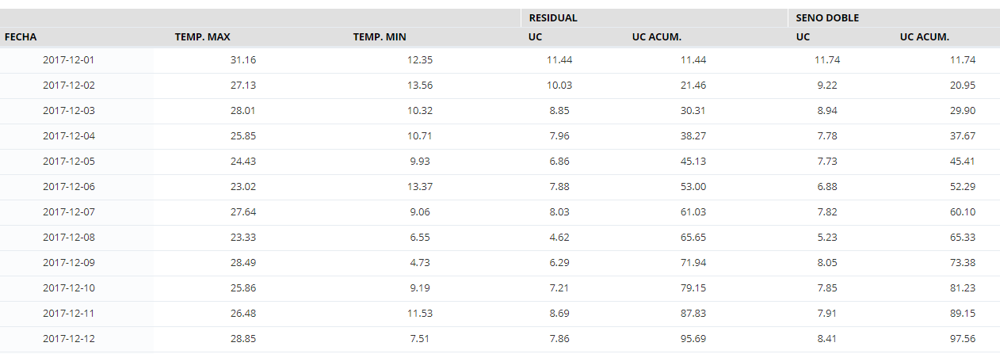 RESIDUAL SENO DOBLE
FECHA TEMP. MAX TEMP. MIN UC UC ACUM. UC UC ACUM.
2017-12-01 31.16 12.35 11.44 11.44 11.74 11.74
2017-12-02 27.13 13.56 10.03 21.46 9.22 20.95
2017-12-03 28.01 10.32 8.85 30.31 8.94 29.90
2017-12-04 25.85 10.71 7.96 38.27 7.78 37.67
2017-12-05 24.43 9.93 6.86 45.13 7.73 45.41
2017-12-06 23.02 13.37 7.88 53.00 6.88 52.29
2017-12-07 27.64 9.06 8.03 61.03 7.82 60.10
2017-12-08 23.33 6.55 4.62 65.65 5.23 65.33
2017-12-09 28.49 4.73 6.29 71.94 8.05 73.38
2017-12-10 25.86 9.19 7.21 79.15 7.85 81.23
2017-12-11 26.48 11.53 8.69 87.83 7.91 89.15
2017-12-12 28.85 7.51 7.86 95.69 8.41 97.56